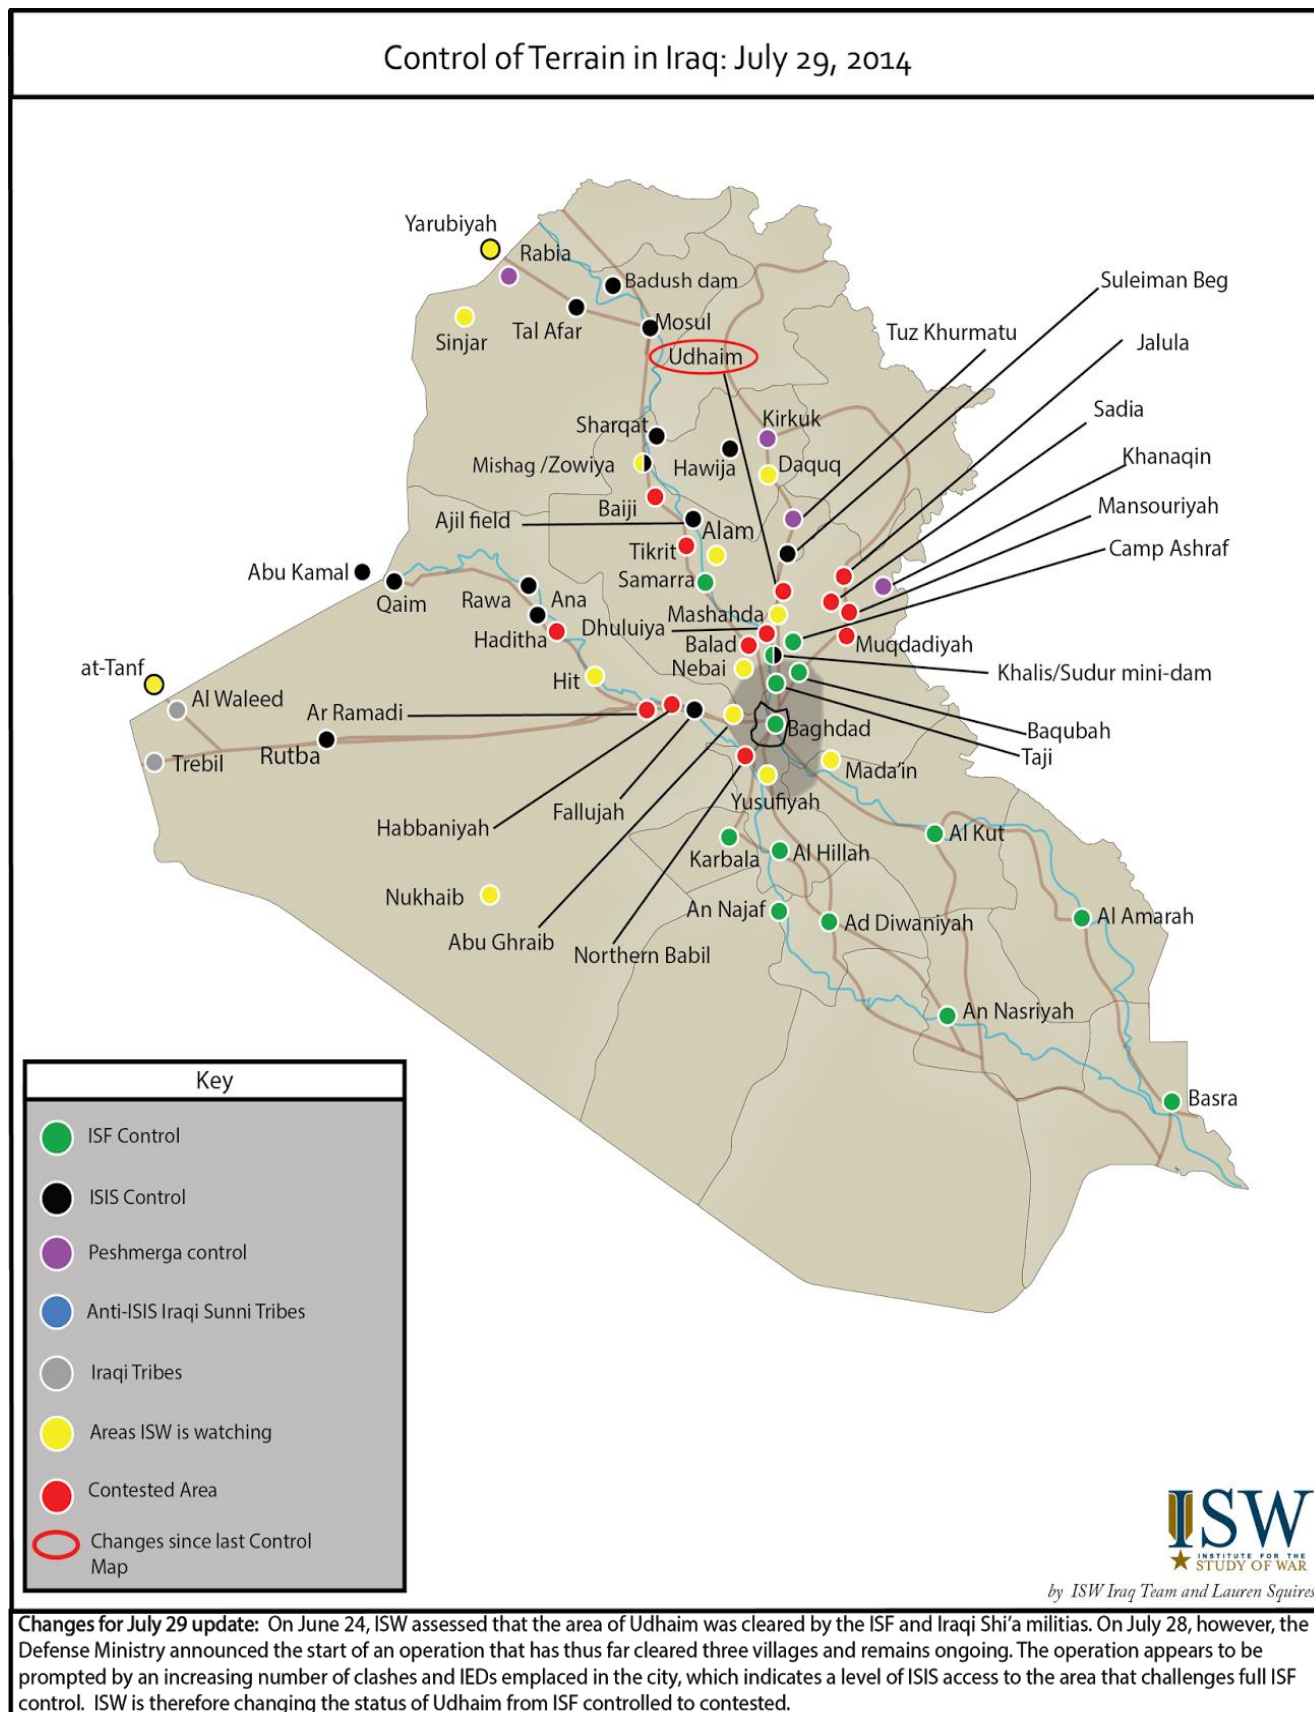 Control of Terrain in Iraq: July 29, 2014
Yarubiyah
Rabia
Badush dam
Suleiman Beg
Sinjar
Tal Afar
Mosul
Tuz Khurmatu
Jalula
Udhaim
Sadia
Sharqat
Kirkuk
Khanaqin
Mishag /Zowiya
Hawija
Daquq
Mansouriyah
Baiji
Ajil field
Alam
Camp Ashraf
Tikrit
Abu Kamal
Samarra
Qaim
Rawa
Ana
Mashahda
Dhuluiya
Haditha
Balad
Muqdadiyah
at-Tanf
Nebai
Khalis/Sudur mini-dam
Hit
Al Waleed
Ar Ramadi
Baghdad
Baqubah
Trebil
Rutba
Taji
Mada'in
Yusufiyah
Fallujah
Habbaniyah
Al Kut
Karbala
Al Hillah
Nukhaib
An Najaf
Ad Diwaniyah
Al Amarah
Abu Ghraib
Northern Babil
An Nasriyah
Basra
Key
ISF Control
ISIS Control
Peshmerga control
Anti-ISIS Iraqi Sunni Tribes
Iraqi Tribes
Areas ISW is watching
Contested Area
Changes since last Control
Map
ISW
INSTITUTE FOR THE
STUDY OF WAR
by ISW Iraq Team and Lauren Squires
Changes for July 29 update: On June 24, ISW assessed that the area of Udhaim was cleared by the ISF and Iraqi Shi'a militias. On July 28, however, the
Defense Ministry announced the start of an operation that has thus far cleared three villages and remains ongoing. The operation appears to be
prompted by an increasing number of clashes and IEDs emplaced in the city, which indicates a level of ISIS access to the area that challenges full ISF
control. ISW is therefore changing the status of Udhaim from ISF controlled to contested.